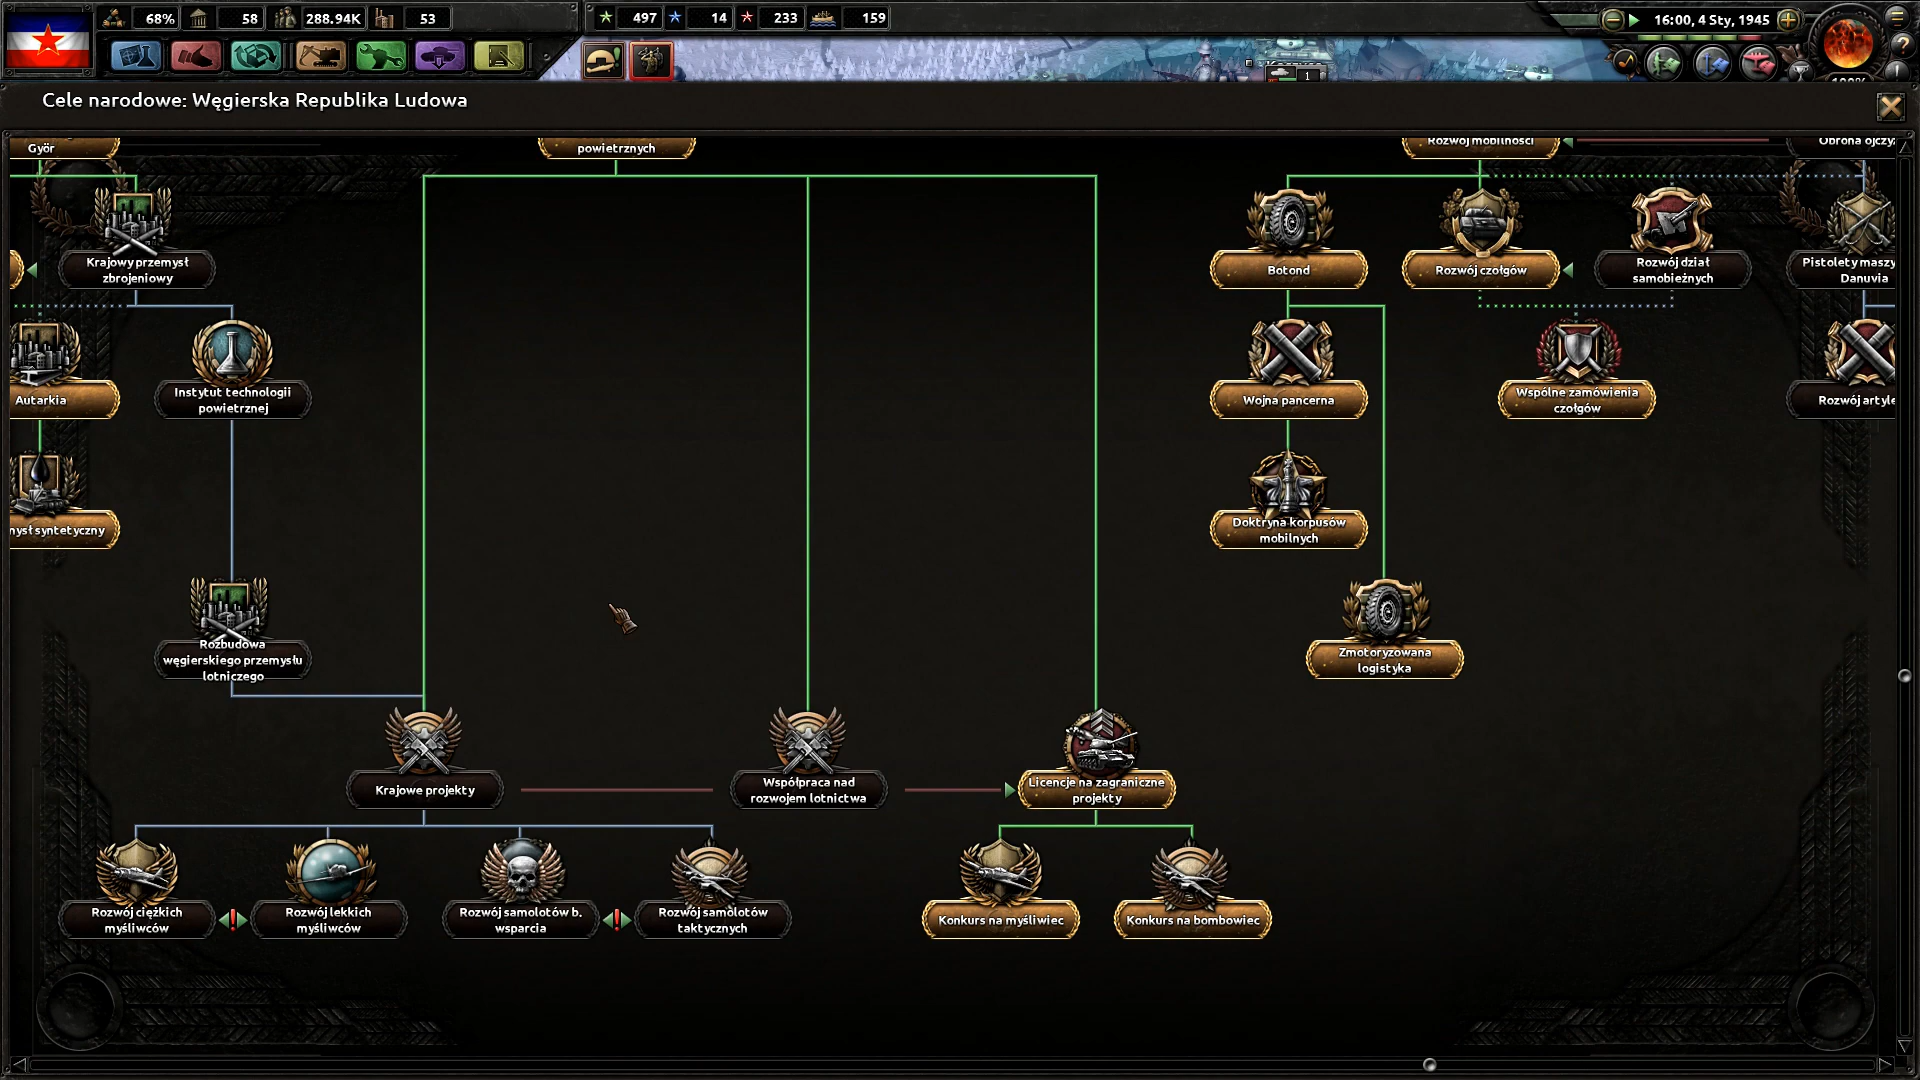 68% 58 288.94K 53 497 14 233 159 16:00, 4 Sty, 1945
1
Cele narodowe: Węgierska Republika Ludowa
Györ
powietrznych
Rozwój mobilności
Obrona ojczy
Krajowy przemysł
zbrojeniowy
Botond
Rozwój czołgów
Rozwój dział
samobieżnych
Pistolety maszy
Danuvia
Autarkia
Instytut technologii
powietrznej
Wojna pancerna
Wspólne zamówienia
czołgów
Rozwój artyle
mysł syntetyczny
Doktryna korpusów
mobilnych
Rozbudowa
węgierskiego przemysłu
lotniczego
Zmotoryzowana
logistyka
Krajowe projekty
Współpraca nad
rozwojem lotnictwa
Licencje na zagraniczne
projekty
Rozwój ciężkich
myśliwców
Rozwój lekkich
myśliwców
Rozwój samolotów b.
wsparcia
Rozwój samolotów
taktycznych
Konkurs na myśliwiec
Konkurs na bombowiec